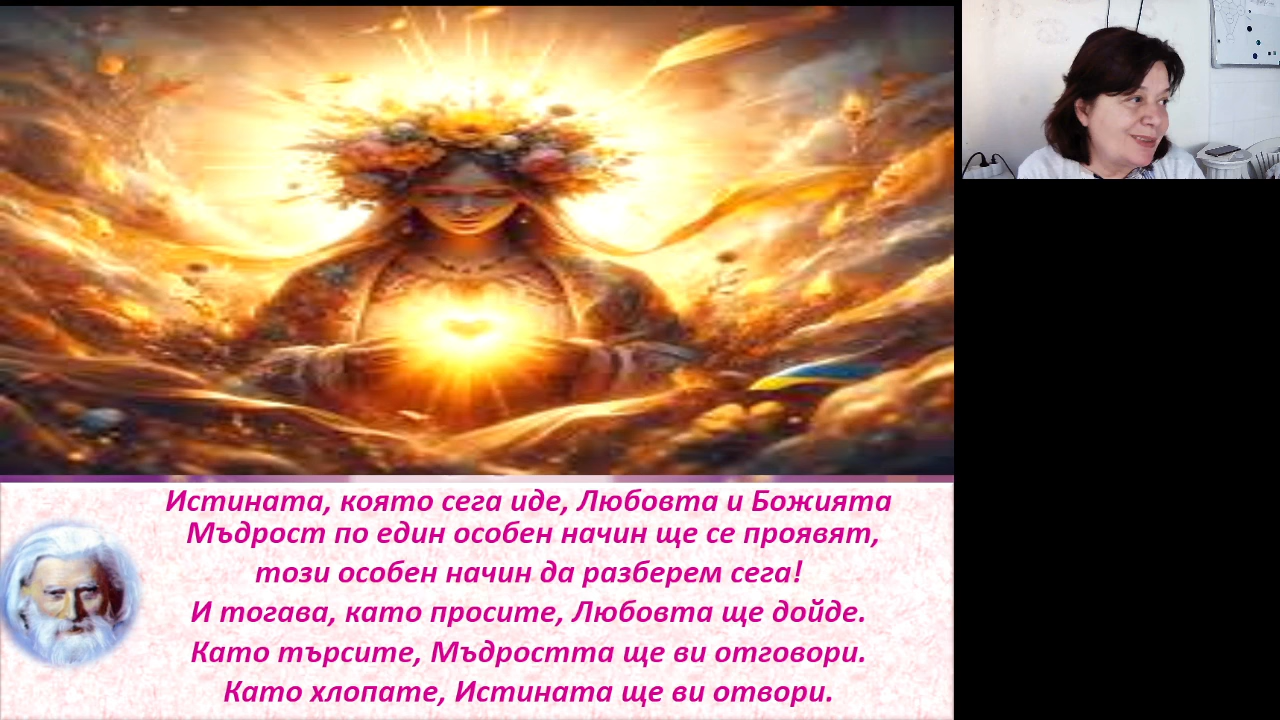 Истината, която сега иде, Любовта и Божията
Мъдрост по един особен начин ще се проявят,
този особен начин да разберем сега!
И тогава, като просите, Любовта ще дойде.
Като търсите, Мъдростта ще ви отговори.
Като хлопате, Истината ще ви отвори.